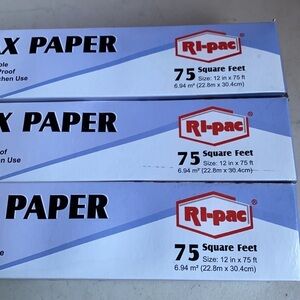 X PAPER
Proof
chen Use
RI-pac
75 Square Feet
Size: 12 in x 75 ft
6.94 m² (22.8m x 30.4cm)
X PAPER
of
en Use
RI-pac
75 Square Feet
Size: 12 in x 75 ft
6.94 m² (22.8m x 30.4cm)
PAPER
RI-pac
75 Square Feet
Size: 12 in x 75 ft
6.94 m² (22.8m x 30.4cm)